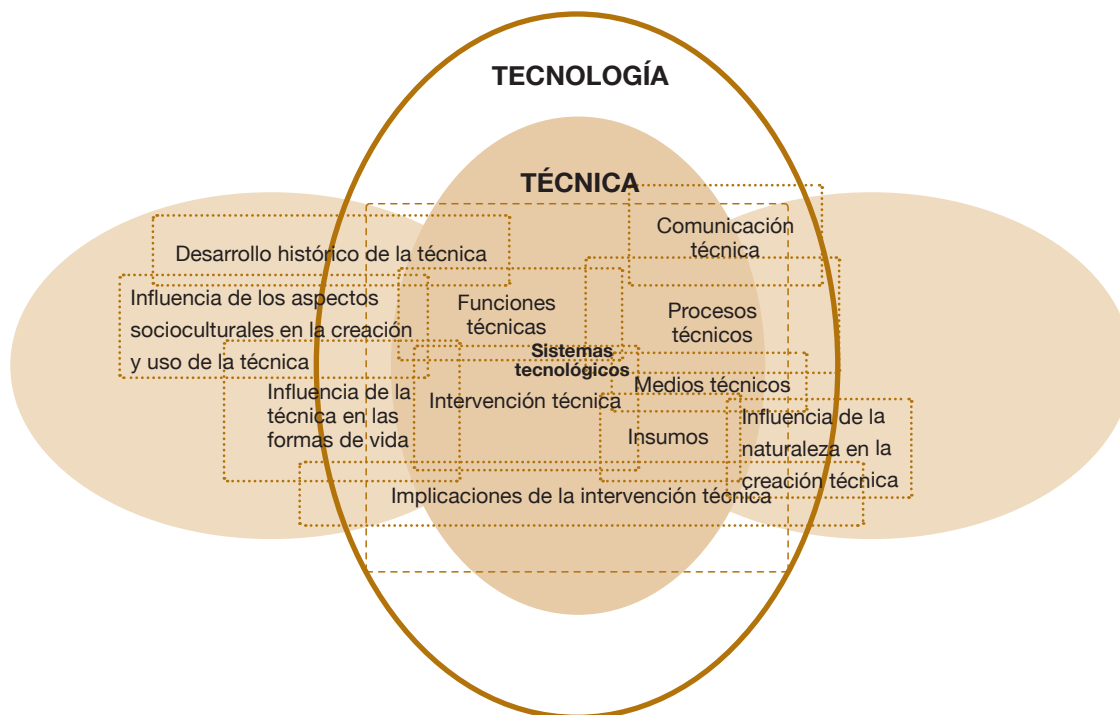 TECNOLOGÍA
TÉCNICA
Comunicación
técnica
Desarrollo histórico de la técnica
Influencia de los aspectos
socioculturales en la creación
y uso de la técnica
Funciones
técnicas
Procesos
técnicos
Sistemas
tecnológicos
Medios técnicos
Influencia de la
técnica en las
formas de vida
Intervención técnica
Insumos
Influencia de la
naturaleza en la
creación técnica
Implicaciones de la intervención técnica